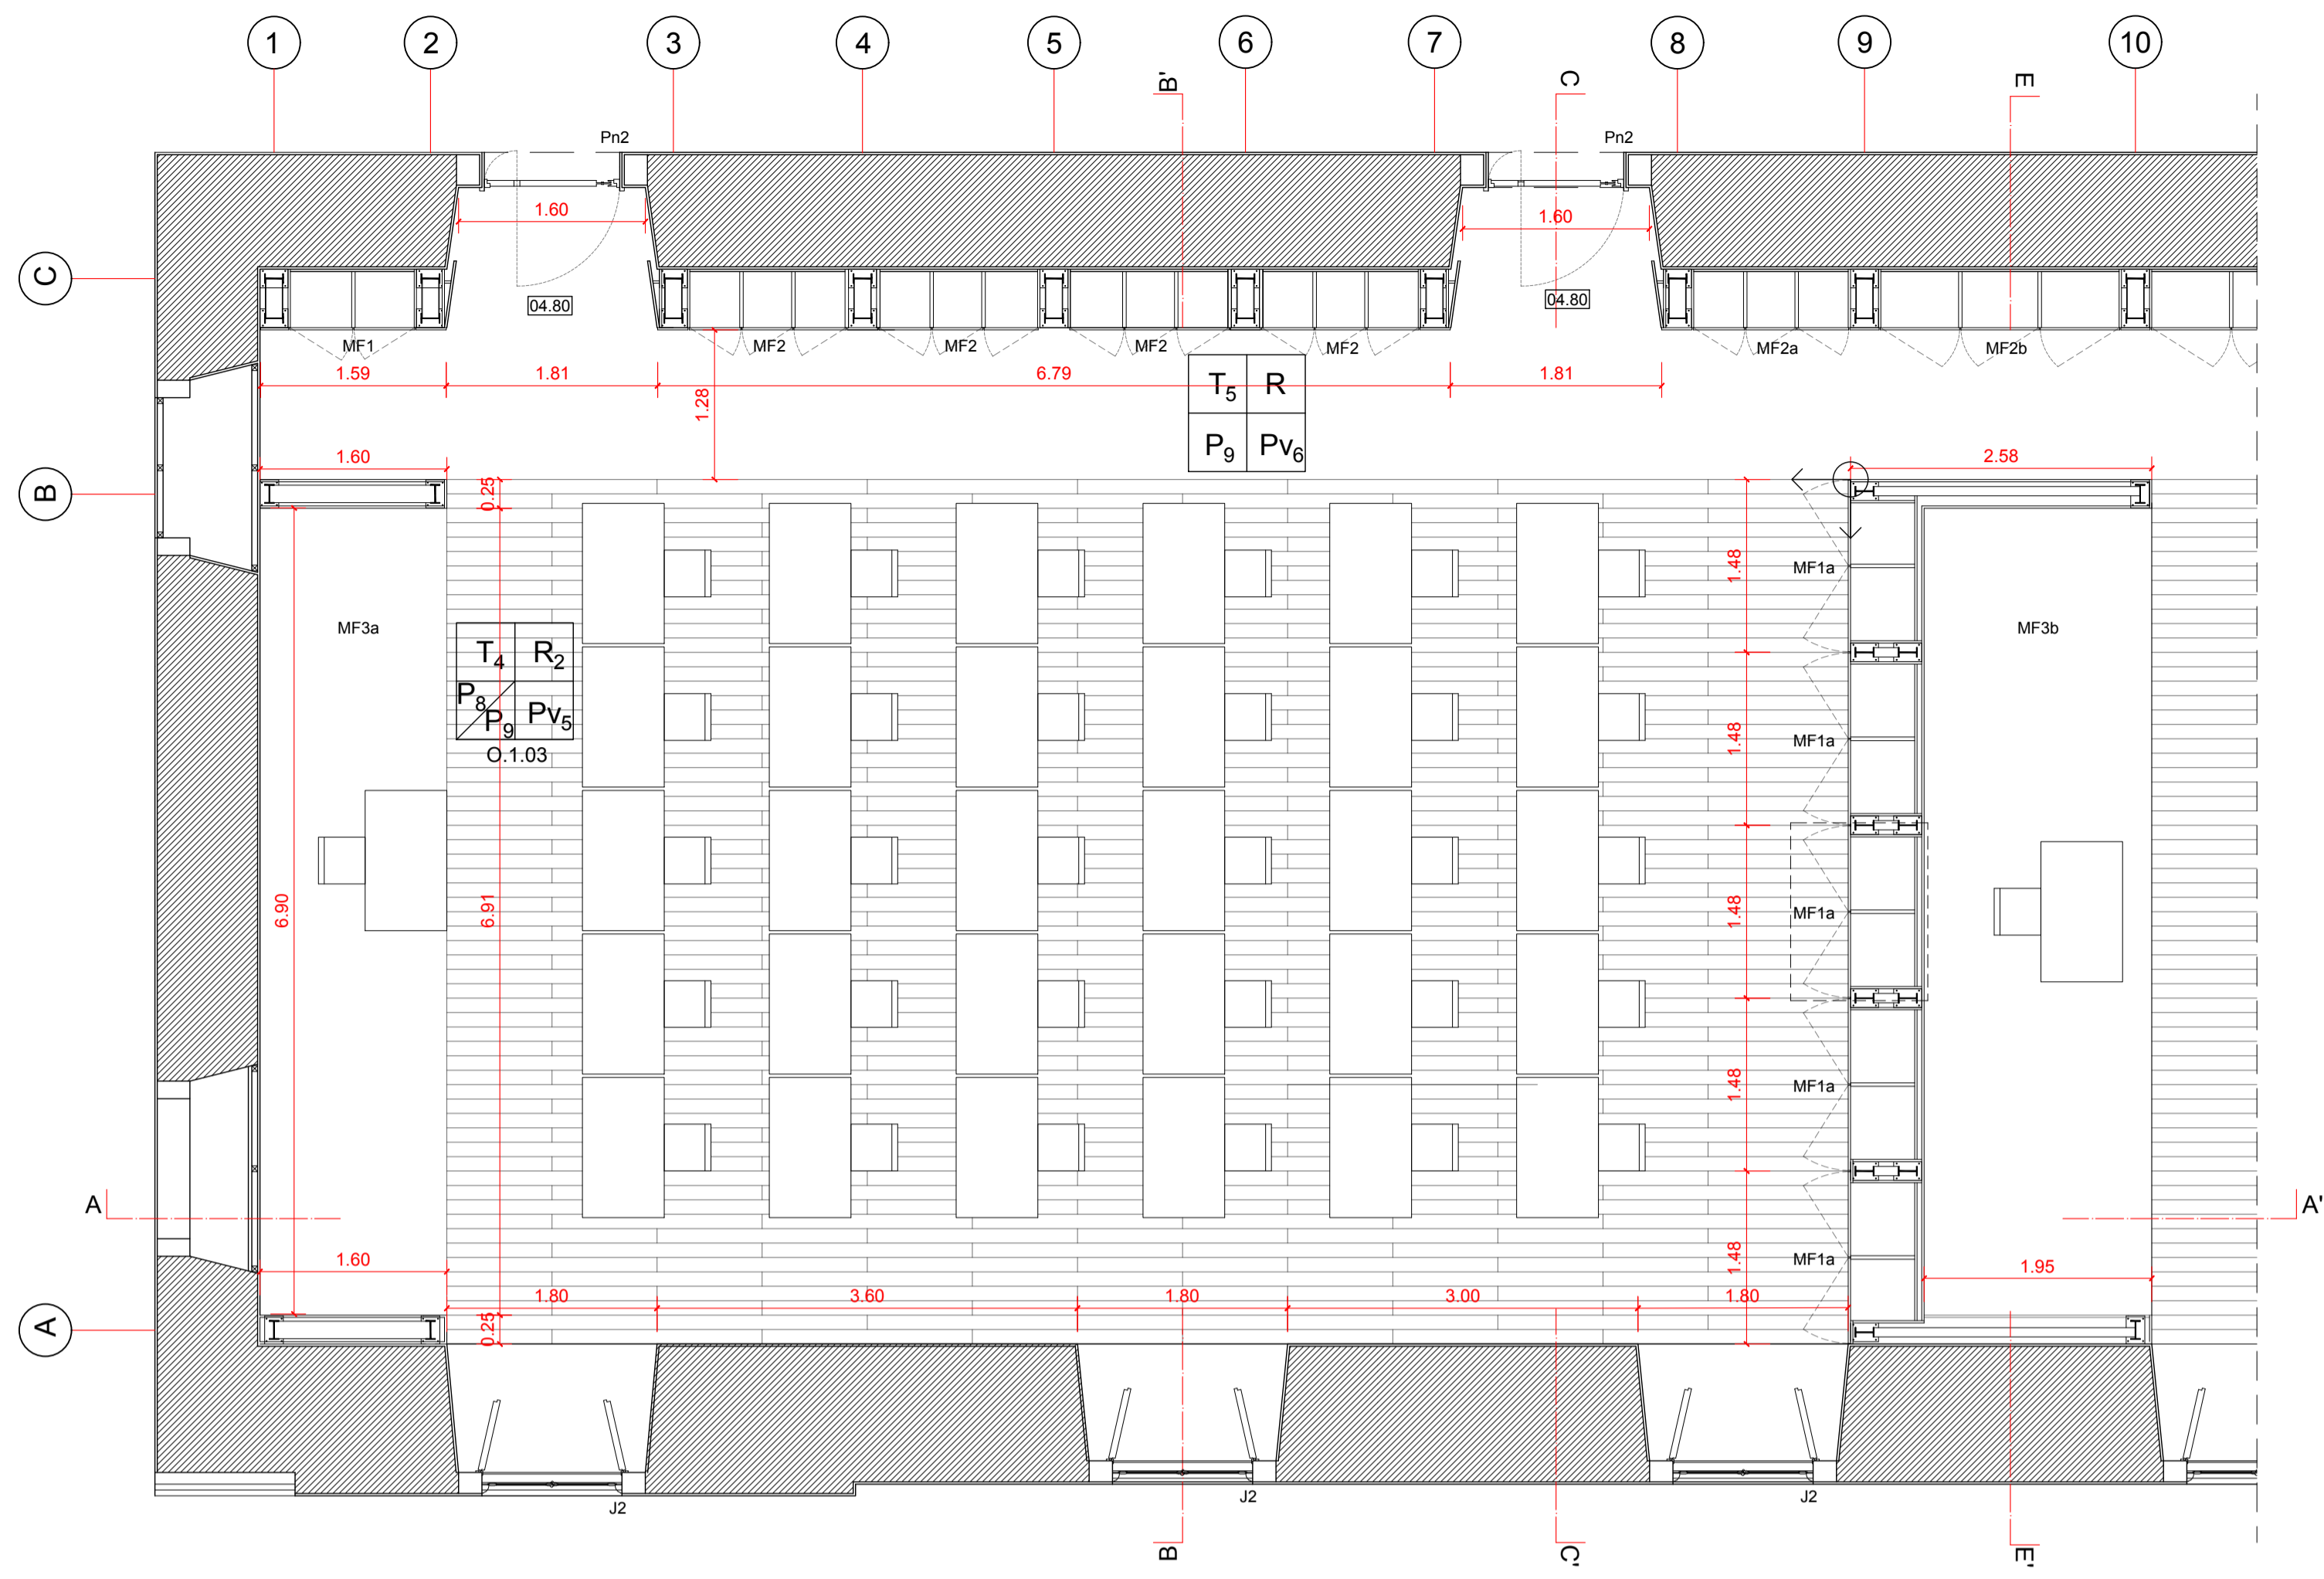 1 2 3 4 5 6 7 8 9 10
B' C E
Pn2 Pn2
1.60 1.60
C
04.80 04.80
MF1 MF2 MF2 MF2 MF2 MF2a MF2b
1.59 1.81 6.79 1.81
1.28
T5 R
P9 Pv6
B
1.60 2.58
0.25
1.48
MF1a
MF3a MF3b
T4 R2
P8 P9 Pv5
O.1.03
1.48
MF1a
6.90 6.91
1.48
MF1a
1.48
MF1a
A A'
1.48
MF1a
1.60 1.95
1.80 3.60 1.80 3.00 1.80
A
0.25
J2 J2 J2
B C' E'